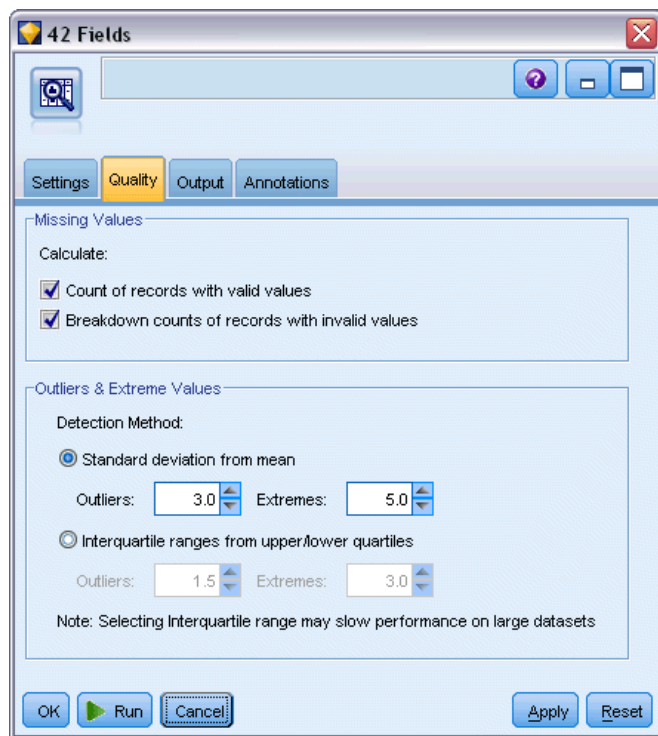 42 Fields
Settings Quality Output Annotations
Missing Values
Calculate:
Count of records with valid values
Breakdown counts of records with invalid values
Outliers & Extreme Values
Detection Method:
Standard deviation from mean
Outliers: 3.0 Extremes: 5.0
Interquartile ranges from upper/lower quartiles
Outliers: 1.5 Extremes: 3.0
Note: Selecting Interquartile range may slow performance on large datasets
OK Run Cancel Apply Reset